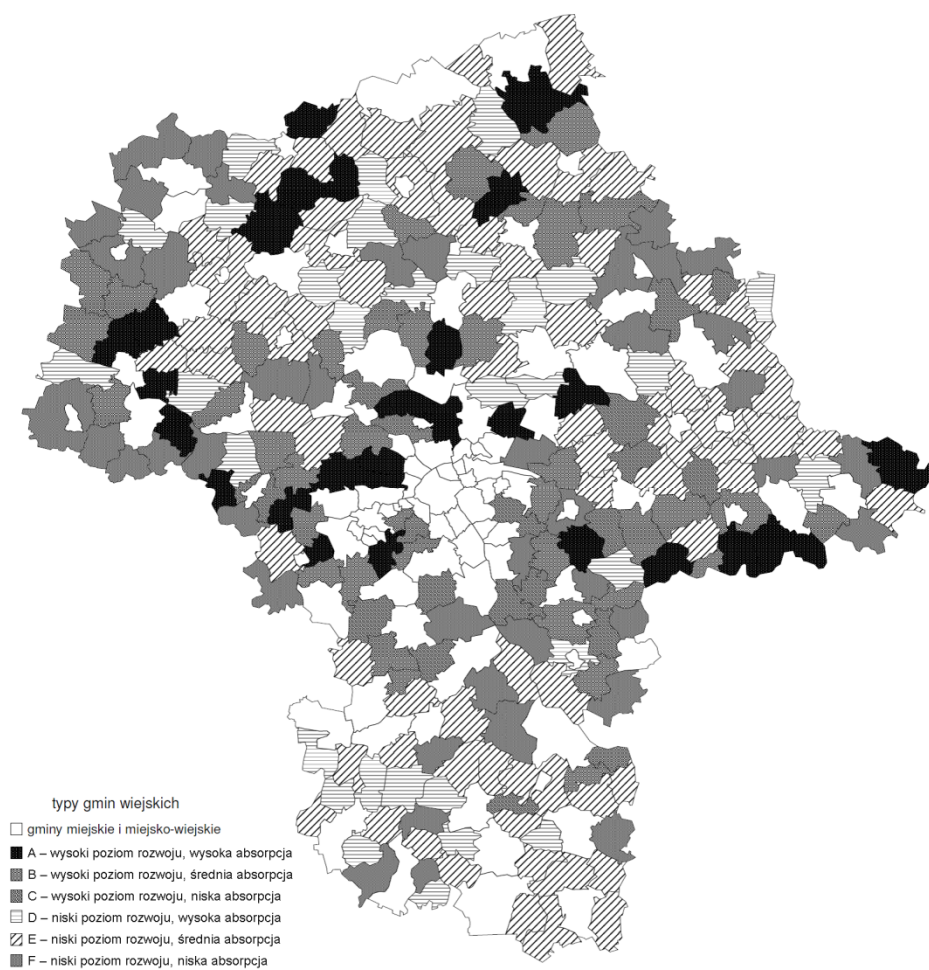 typy gmin wiejskich
gminy miejskie i miejsko-wiejskie
A – wysoki poziom rozwoju, wysoka absorpcja
B – wysoki poziom rozwoju, średnia absorpcja
C – wysoki poziom rozwoju, niska absorpcja
D – niski poziom rozwoju, wysoka absorpcja
E – niski poziom rozwoju, średnia absorpcja
F – niski poziom rozwoju, niska absorpcja